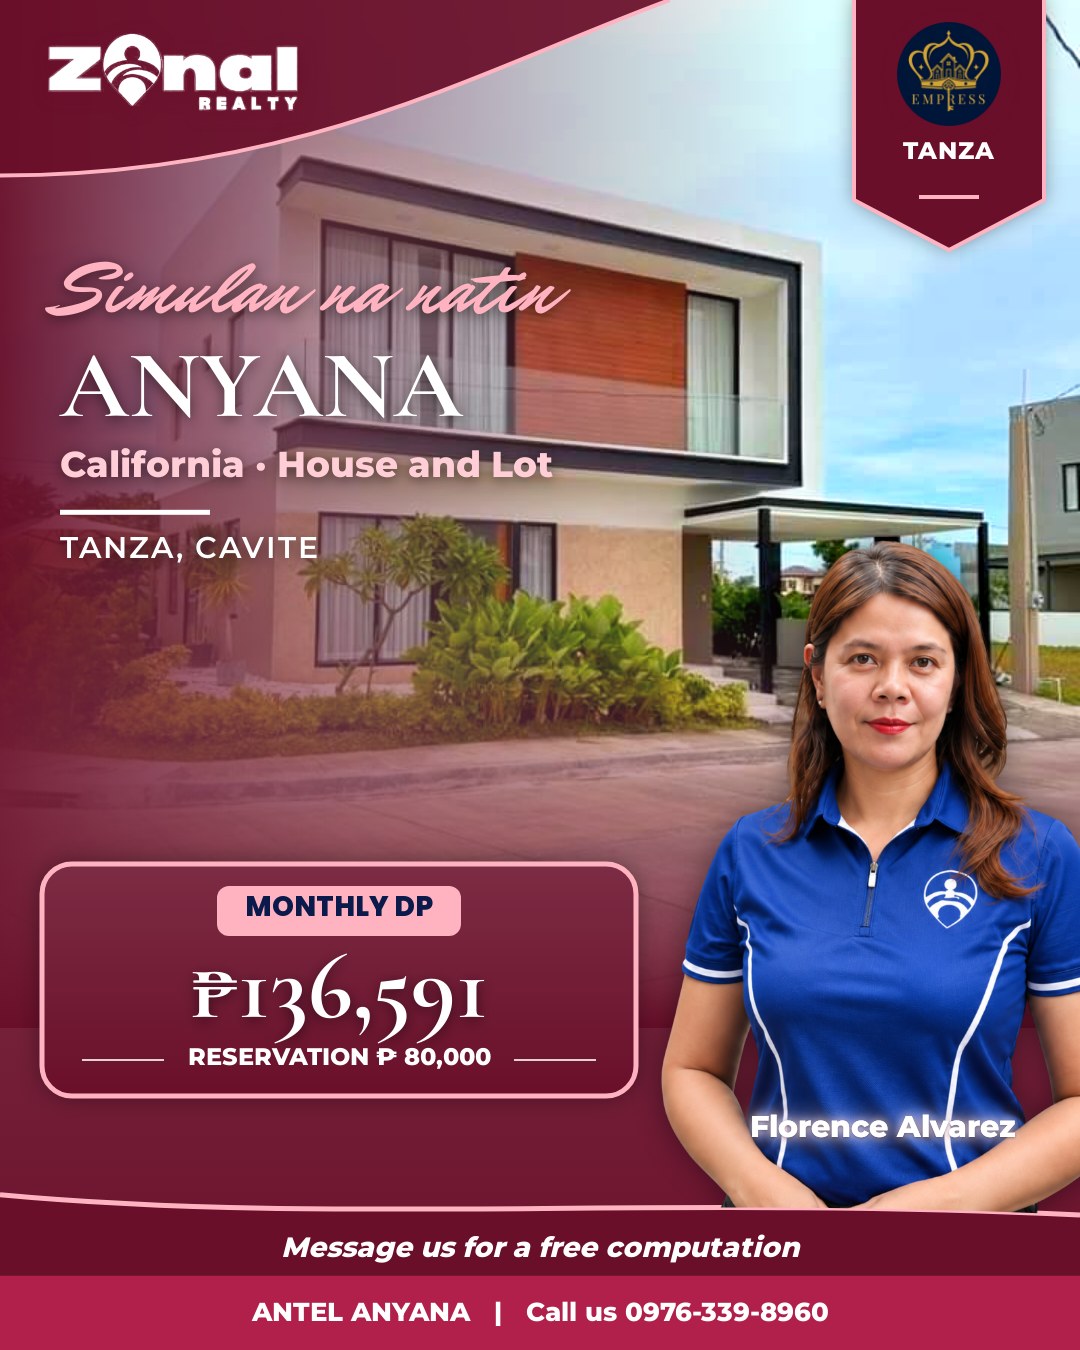 Zonal
REALTY
EMPRESS
TANZA
Simulan na natin
ANYANA
California • House and Lot
TANZA, CAVITE
MONTHLY DP
₱136,591
RESERVATION ₱ 80,000
Florence Alvarez
Message us for a free computation
ANTEL ANYANA | Call us 0976-339-8960